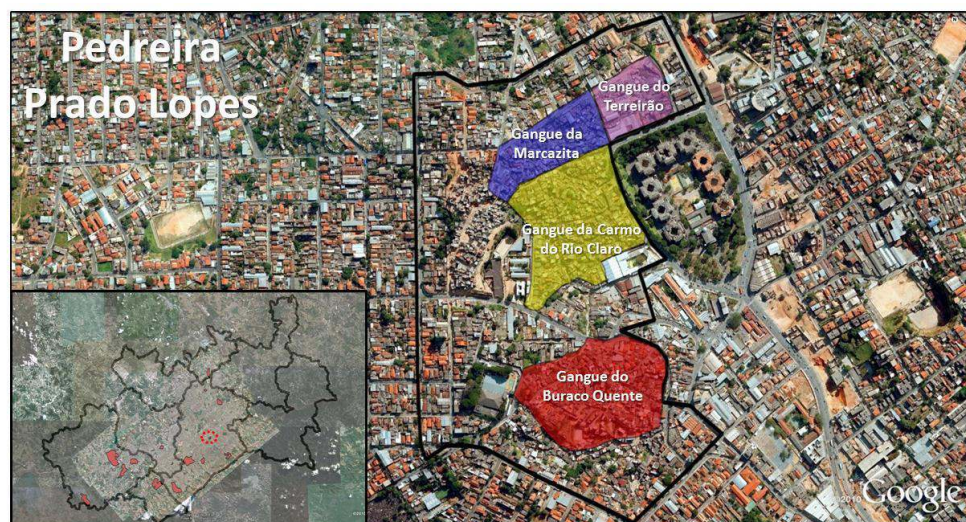 Pedreira
Prado Lopes
Gangue do
Terreirão
Gangue da
Marcazita
Gangue da Carmo
do Rio Claro
Gangue do
Buraco Quente
©2010 Google